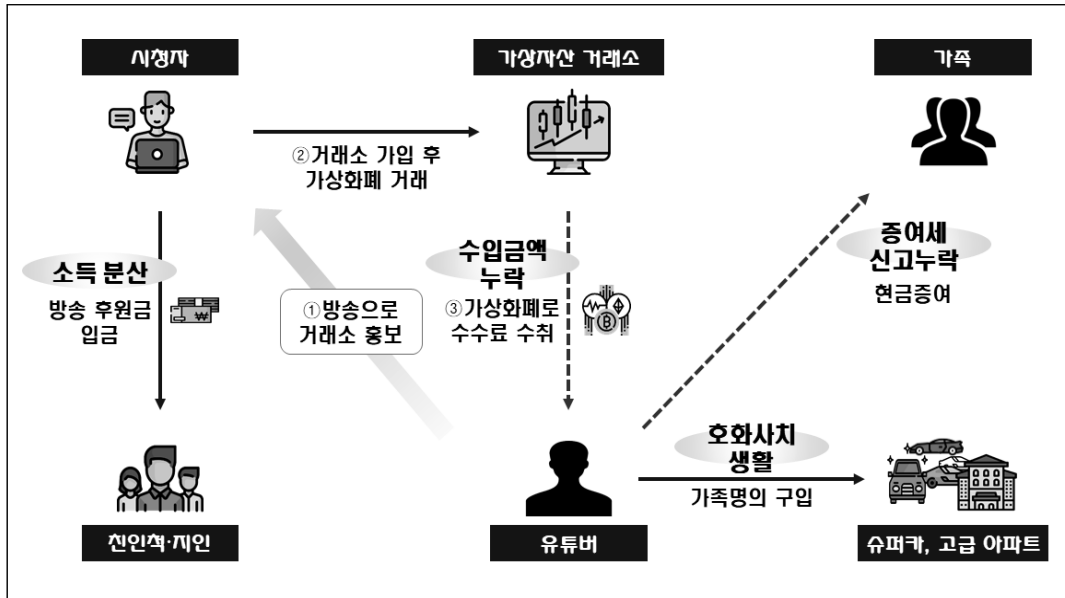 시청자
가상자산 거래소
가족
②거래소 가입 후
가상화폐 거래
소득 분산
방송 후원금
입금
①방송으로
거래소 홍보
수입금액
누락
③가상화폐로
수수료 수취
증여세
신고누락
현금증여
호화사치
생활
가족명의 구입
친인척·지인
유튜버
슈퍼카, 고급 아파트